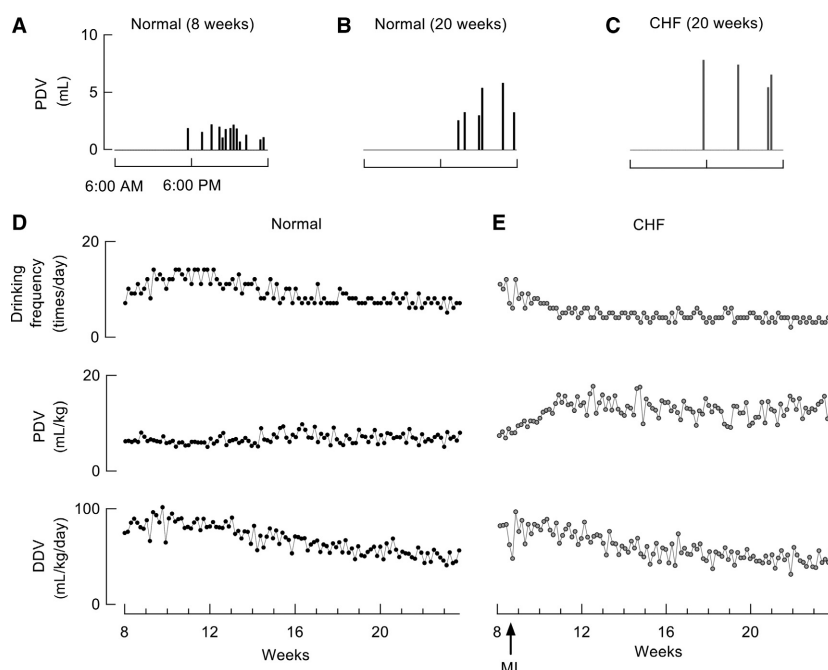 A Normal (8 weeks)
B Normal (20 weeks)
C CHF (20 weeks)
10
5
0
PDV
(mL)
6:00 AM 6:00 PM
D Normal
E CHF
20
0
Drinking
frequency
(times/day)
20
0
PDV
(mL/kg)
100
0
DDV
(mL/kg/day)
8 12 16 20
Weeks
8 12 16 20
Weeks
MI